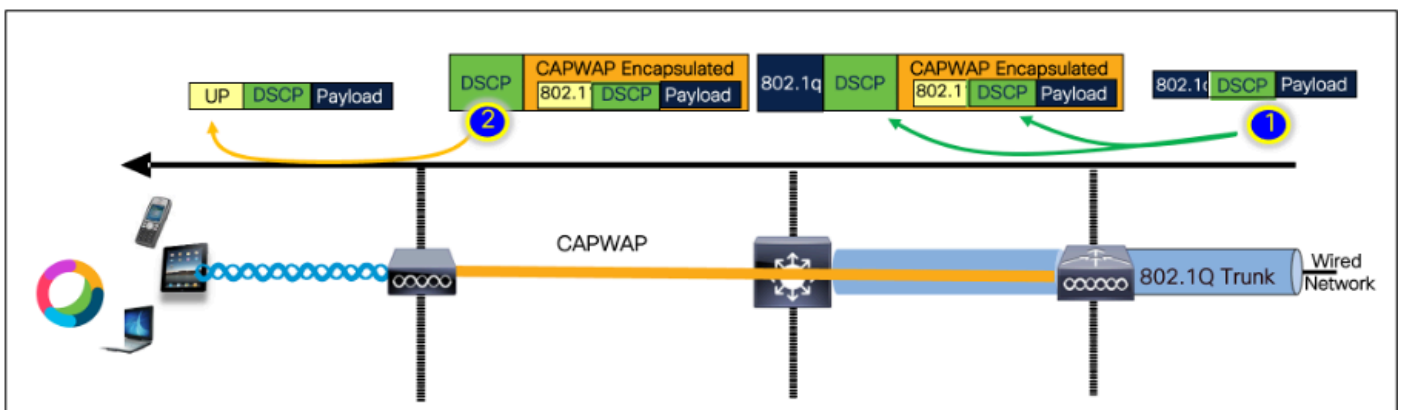 UP DSCP Payload
DSCP
CAPWAP Encapsulated
802.1 DSCP Payload
2
802.1q DSCP
CAPWAP Encapsulated
802.1 DSCP Payload
802.1 DSCP Payload
1
CAPWAP
802.1Q Trunk
Wired
Network